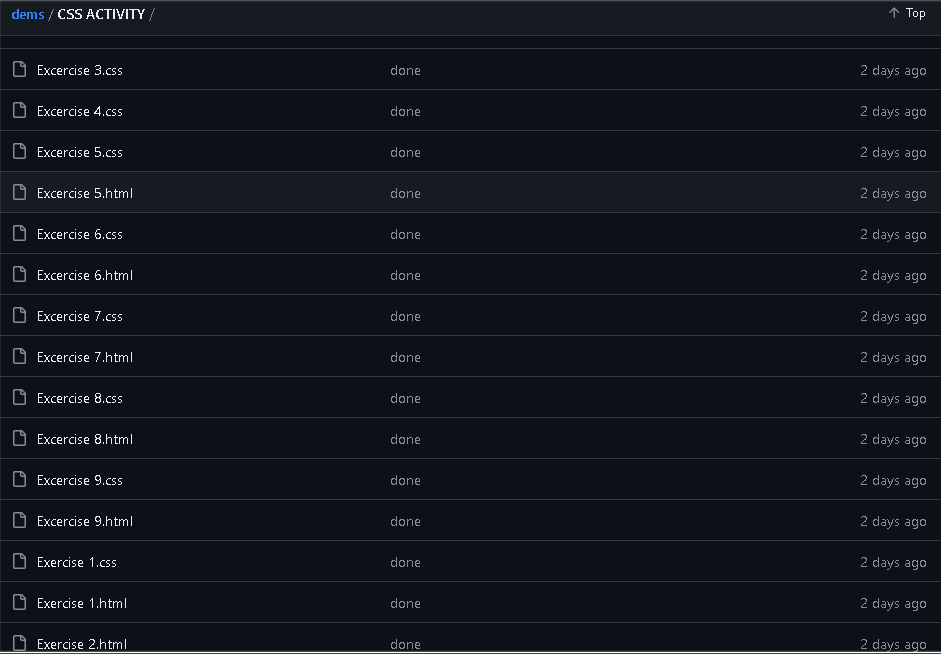 dems / CSS ACTIVITY / Top
Excercise 3.css done 2 days ago
Excercise 4.css done 2 days ago
Excercise 5.css done 2 days ago
Excercise 5.html done 2 days ago
Excercise 6.css done 2 days ago
Excercise 6.html done 2 days ago
Excercise 7.css done 2 days ago
Excercise 7.html done 2 days ago
Excercise 8.css done 2 days ago
Excercise 8.html done 2 days ago
Excercise 9.css done 2 days ago
Excercise 9.html done 2 days ago
Exercise 1.css done 2 days ago
Exercise 1.html done 2 days ago
Exercise 2.html done 2 days ago